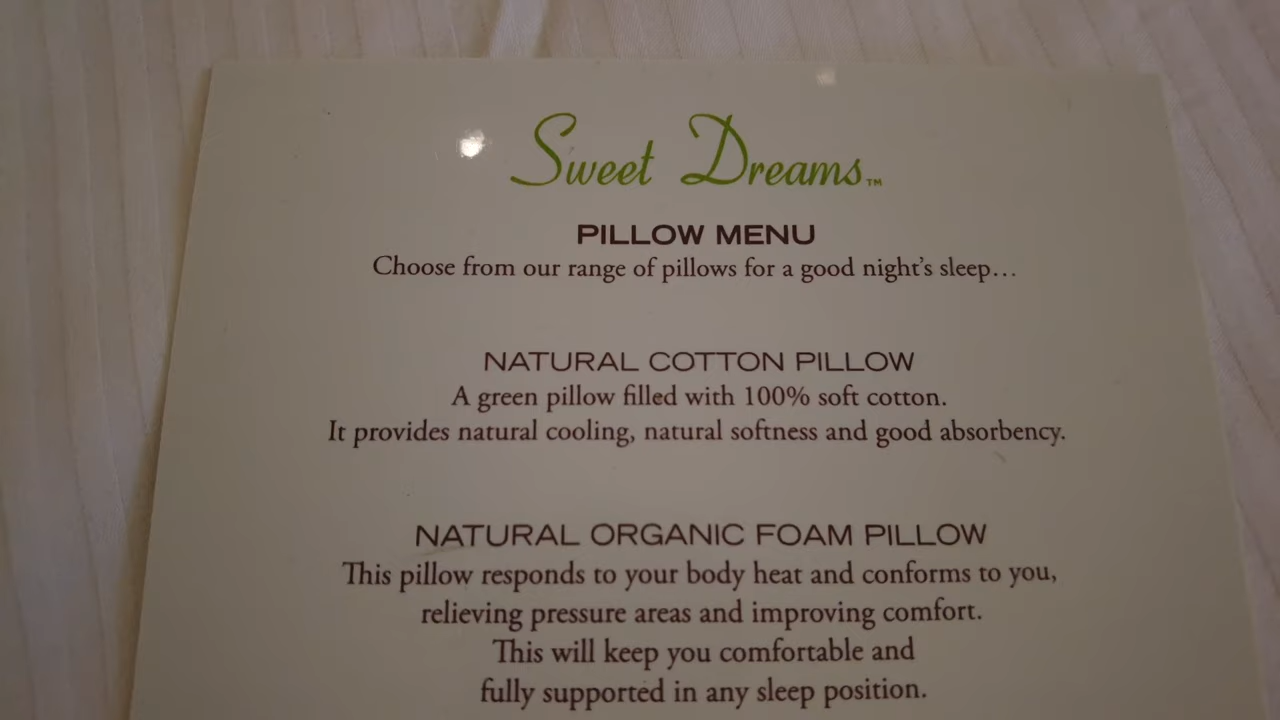 Sweet Dreams™
PILLOW MENU
Choose from our range of pillows for a good night's sleep...
NATURAL COTTON PILLOW
A green pillow filled with 100% soft cotton.
It provides natural cooling, natural softness and good absorbency.
NATURAL ORGANIC FOAM PILLOW
This pillow responds to your body heat and conforms to you,
relieving pressure areas and improving comfort.
This will keep you comfortable and
fully supported in any sleep position.